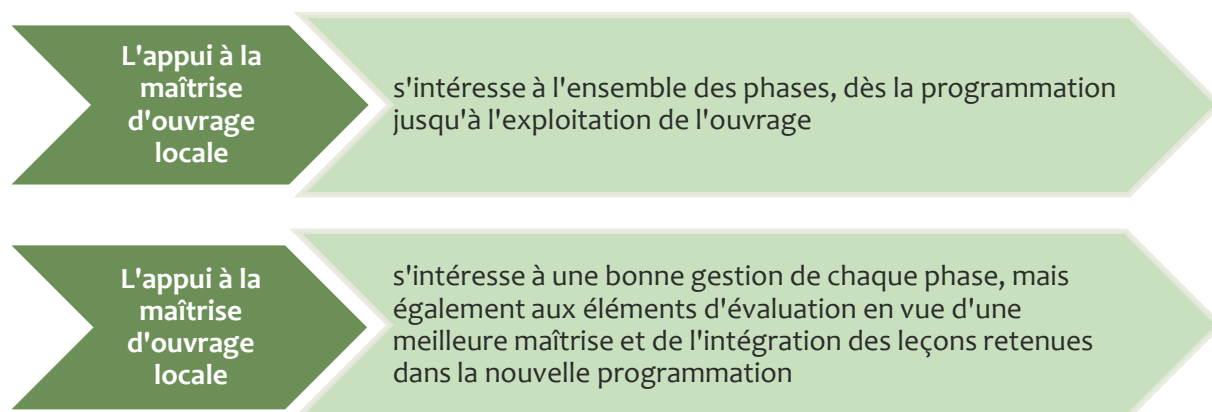 L'appui à la
maîtrise
d'ouvrage
locale
s'intéresse à l'ensemble des phases, dès la programmation
jusqu'à l'exploitation de l'ouvrage
L'appui à la
maîtrise
d'ouvrage
locale
s'intéresse à une bonne gestion de chaque phase, mais
également aux éléments d'évaluation en vue d'une
meilleure maîtrise et de l'intégration des leçons retenues
dans la nouvelle programmation